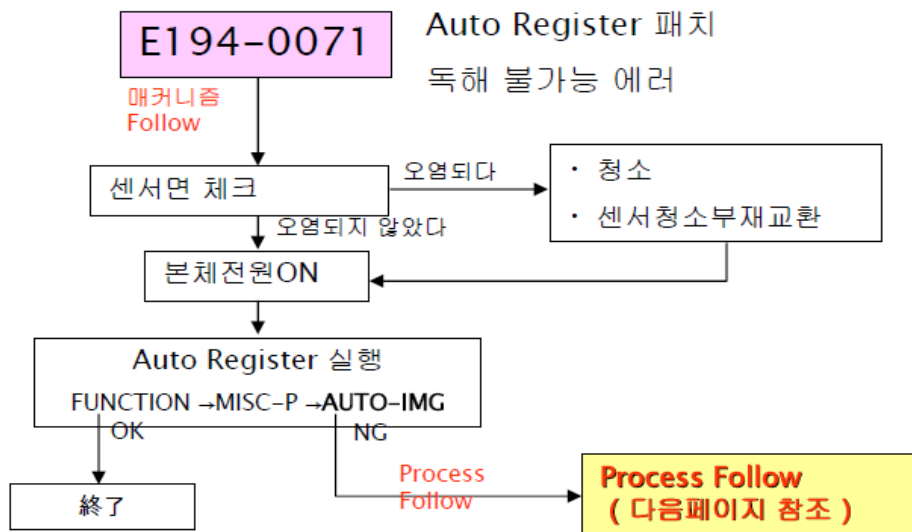 E194-0071
Auto Register 패치
독해 불가능 에러
매커니즘
Follow
센서면 체크
오염되다
· 청소
· 센서청소부재교환
오염되지 않았다
본체전원ON
Auto Register 실행
FUNCTION →MISC-P →AUTO-IMG
OK
NG
Process
Follow
終了
Process Follow
( 다음페이지 참조 )